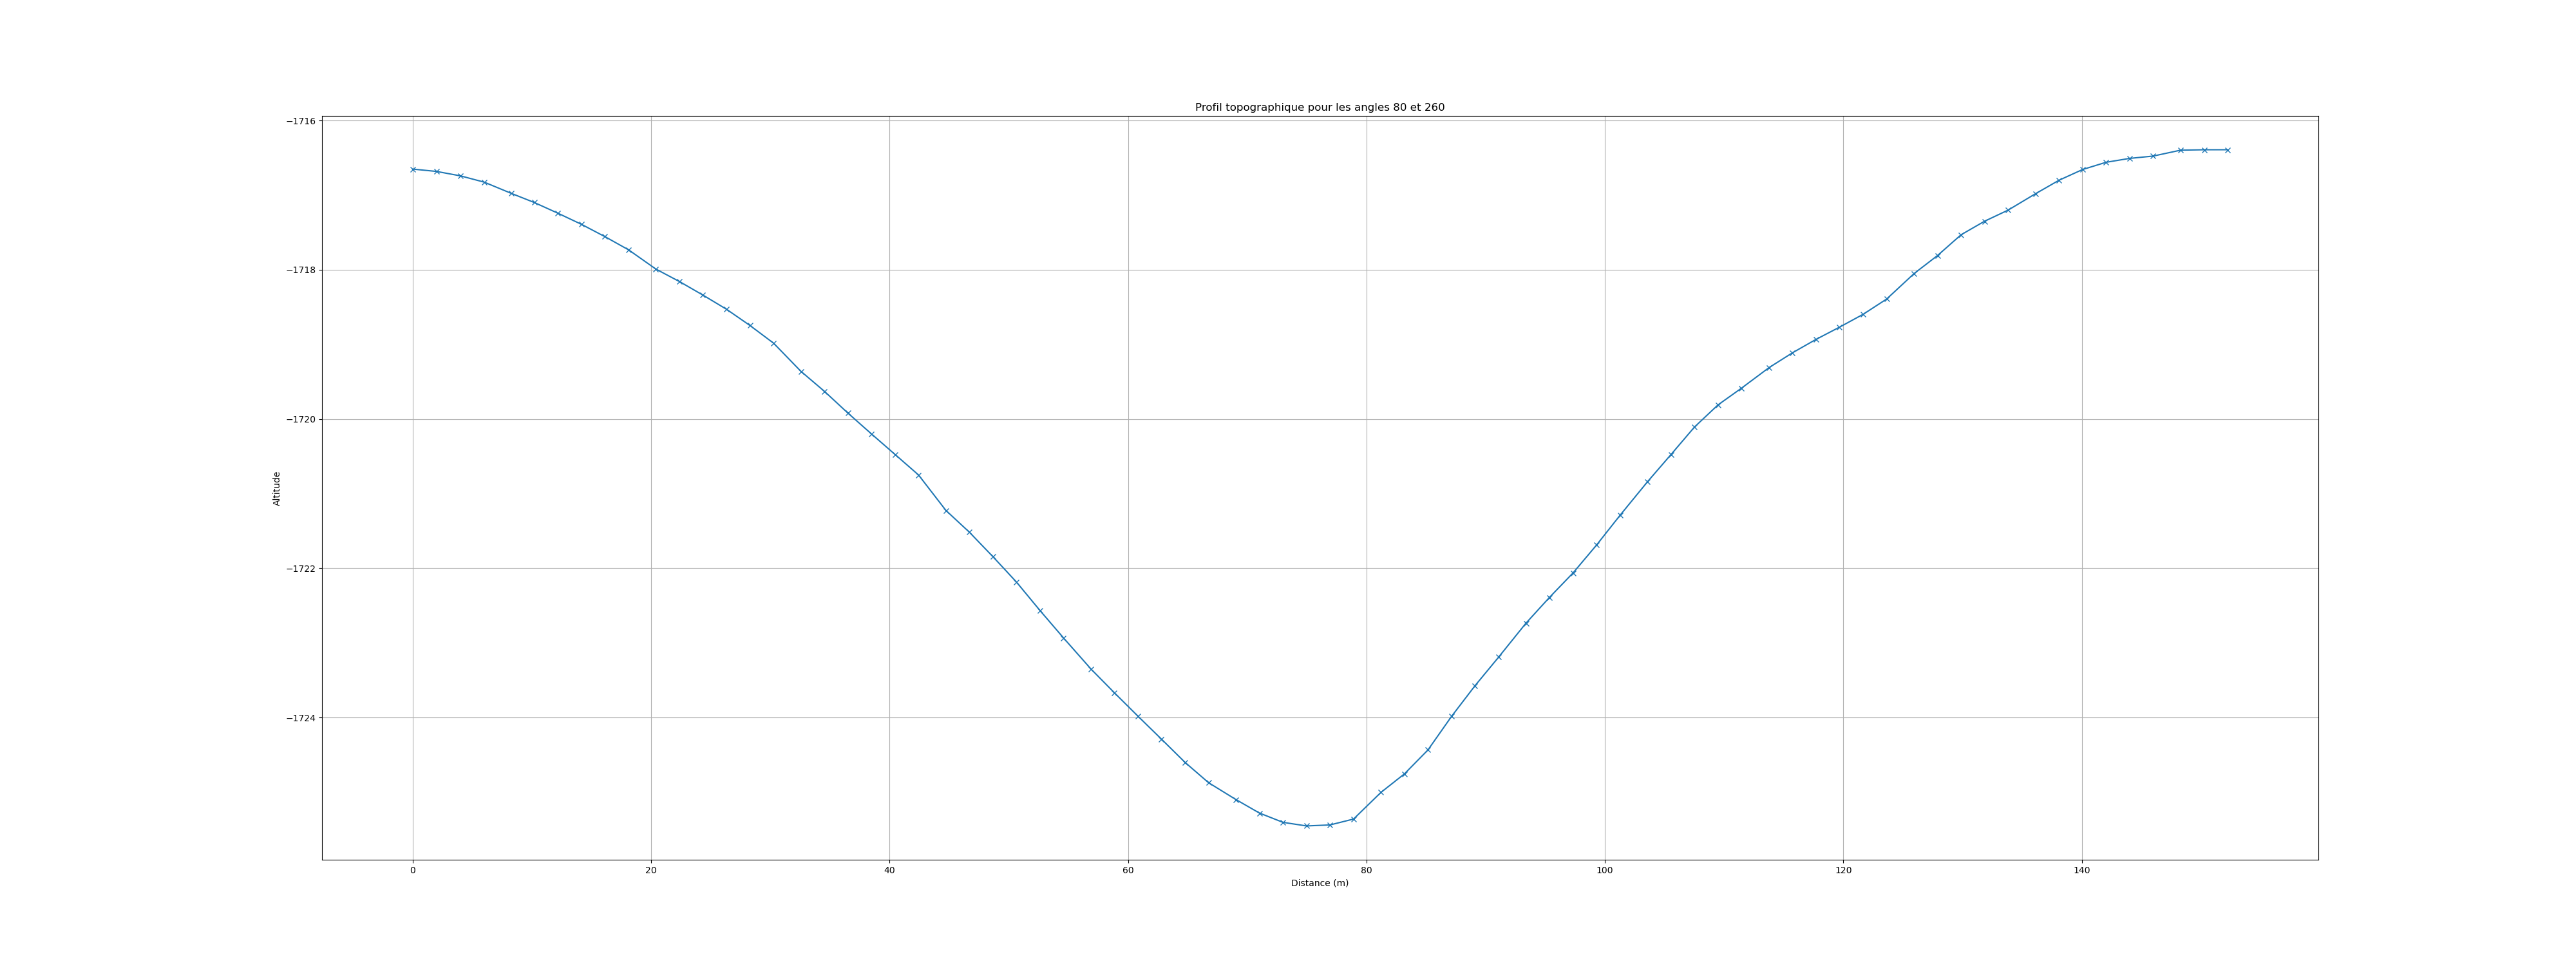 Profil topographique pour les angles 80 et 260
−1716
−1718
−1720
−1722
−1724
Altitude
0 20 40 60 80 100 120 140
Distance (m)